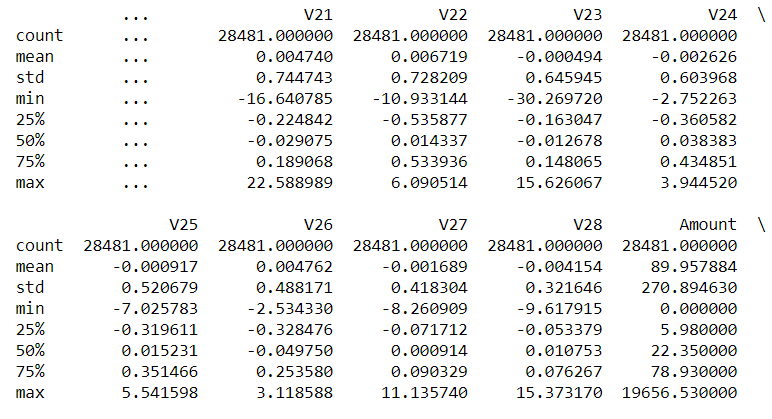 ... V21 V22 V23 V24 \
count ... 28481.000000 28481.000000 28481.000000 28481.000000
mean ... 0.004740 0.006719 -0.000494 -0.002626
std ... 0.744743 0.728209 0.645945 0.603968
min ... -16.640785 -10.933144 -30.269720 -2.752263
25% ... -0.224842 -0.535877 -0.163047 -0.360582
50% ... -0.029075 0.014337 -0.012678 0.038383
75% ... 0.189068 0.533936 0.148065 0.434851
max ... 22.588989 6.090514 15.626067 3.944520
V25 V26 V27 V28 Amount \
count 28481.000000 28481.000000 28481.000000 28481.000000 28481.000000
mean -0.000917 0.004762 -0.001689 -0.004154 89.957884
std 0.520679 0.488171 0.418304 0.321646 270.894630
min -7.025783 -2.534330 -8.260909 -9.617915 0.000000
25% -0.319611 -0.328476 -0.071712 -0.053379 5.980000
50% 0.015231 -0.049750 0.000914 0.010753 22.350000
75% 0.351466 0.253580 0.090329 0.076267 78.930000
max 5.541598 3.118588 11.135740 15.373170 19656.530000